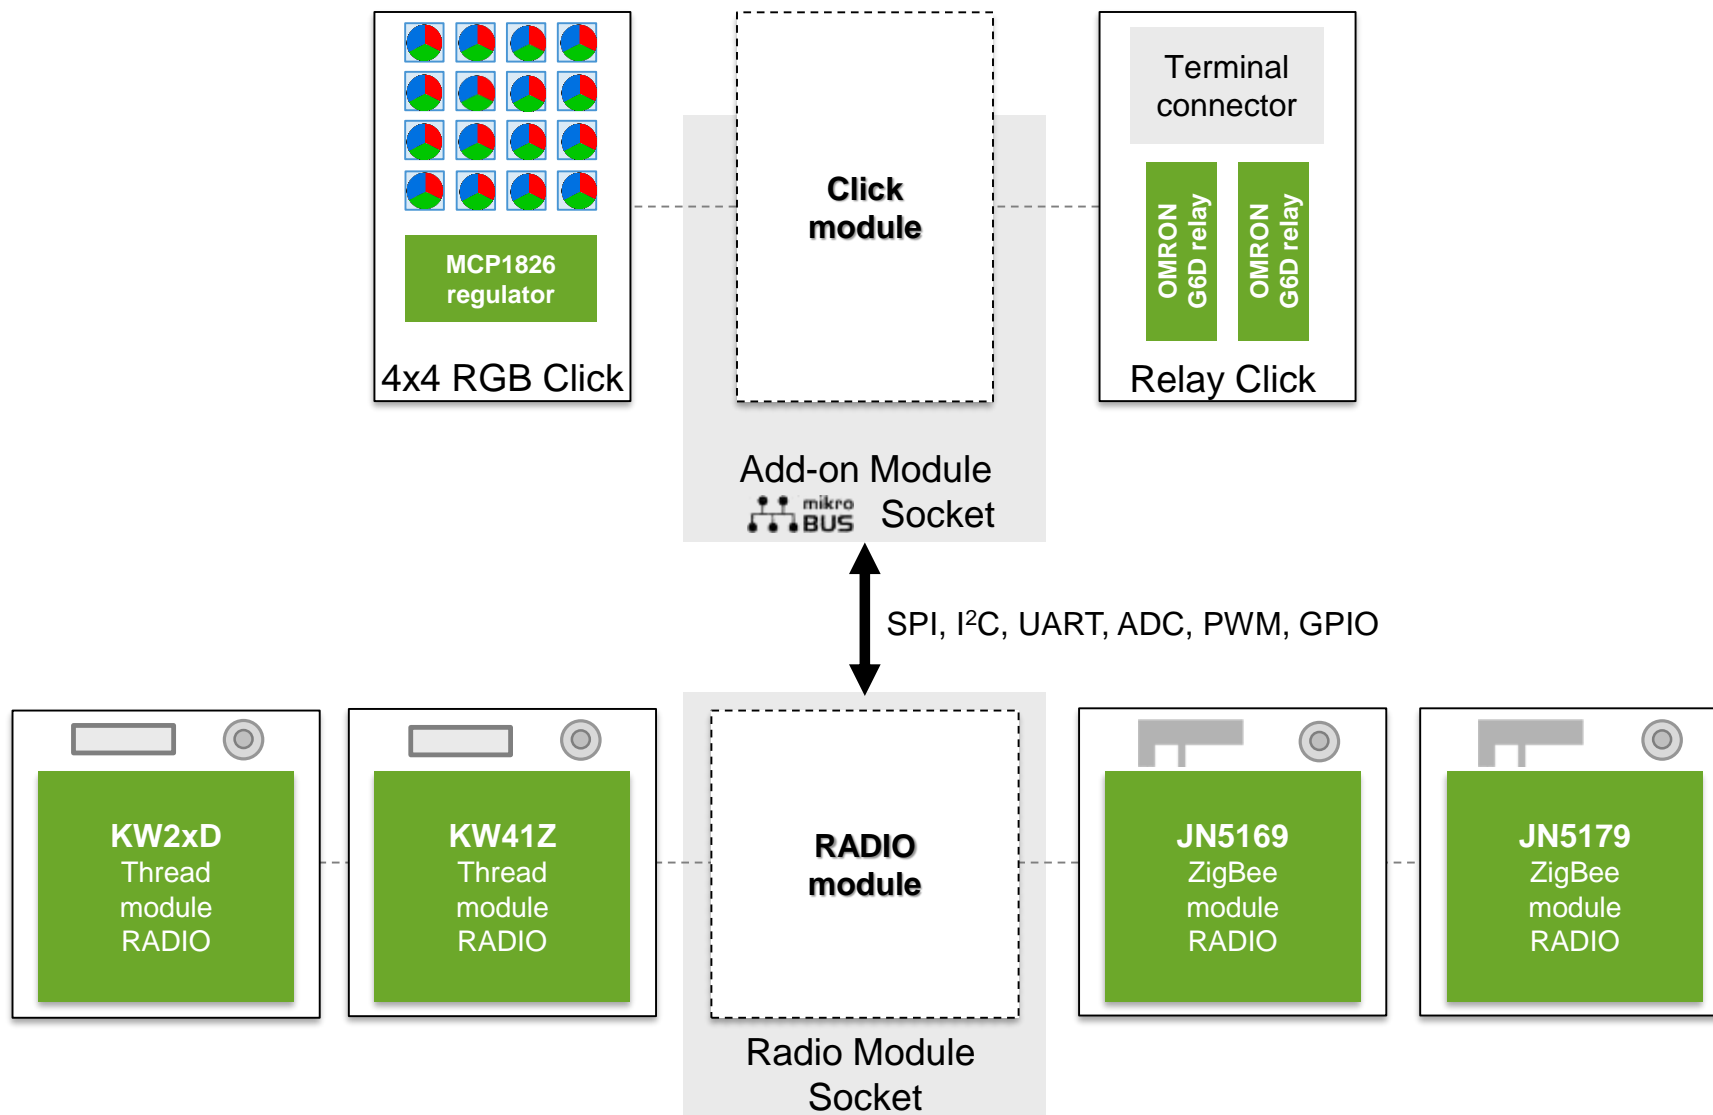 MCP1826
regulator
4x4 RGB Click
Click
module
Terminal
connector
OMRON
G6D relay
OMRON
G6D relay
Relay Click
Add-on Module
mikro
BUS
Socket
SPI, I²C, UART, ADC, PWM, GPIO
KW2xD
Thread
module
RADIO
KW41Z
Thread
module
RADIO
RADIO
module
JN5169
ZigBee
module
RADIO
JN5179
ZigBee
module
RADIO
Radio Module
Socket